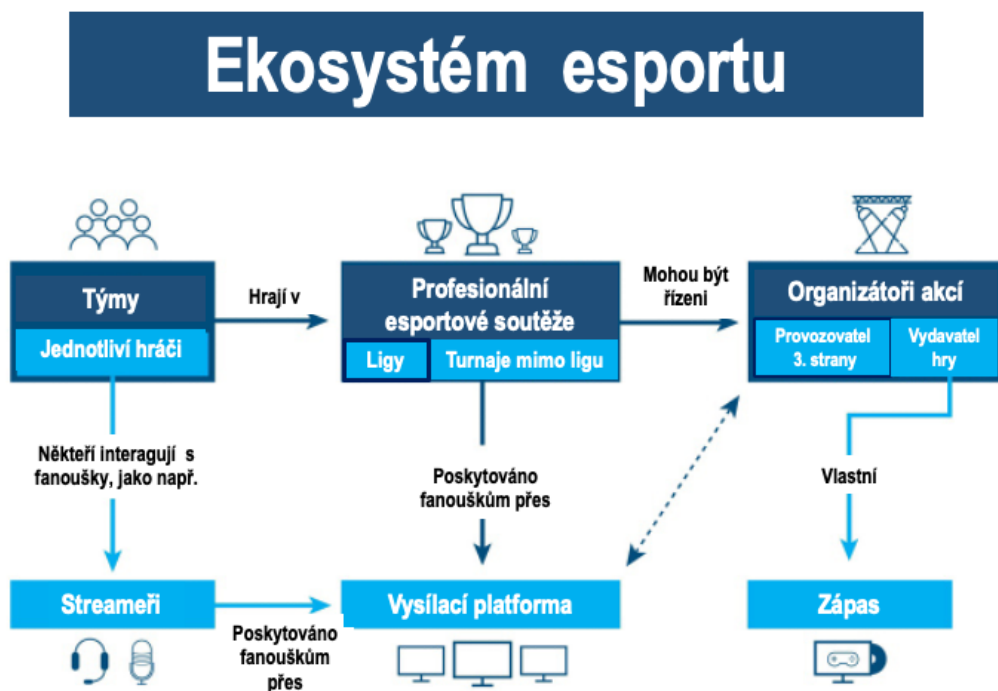 Ekosystém esportu
Týmy
Jednotliví hráči
Hrají v
Profesionální
esportové soutěže
Ligy
Turnaje mimo ligu
Mohou být
řízeni
Organizátoři akcí
Provozovatel
3. strany
Vydavatel
hry
Někteří interagují s
fanoušky, jako např.
Poskytováno
fanouškům přes
Vlastní
Streameři
Poskytováno
fanouškům
přes
Vysílací platforma
Zápas